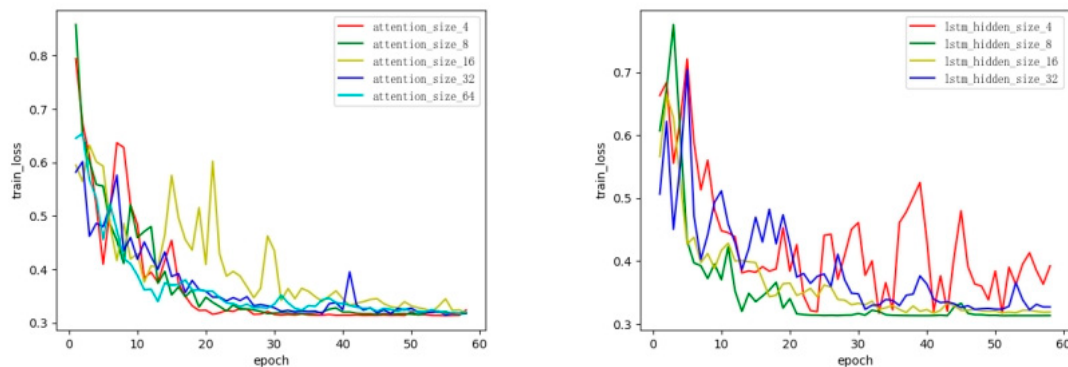 attention_size_4
attention_size_8
attention_size_16
attention_size_32
attention_size_64
0.8
0.7
0.6
0.5
0.4
0.3
train_loss
0 10 20 30 40 50 60
epoch
lstm_hidden_size_4
lstm_hidden_size_8
lstm_hidden_size_16
lstm_hidden_size_32
0.7
0.6
0.5
0.4
0.3
train_loss
0 10 20 30 40 50 60
epoch